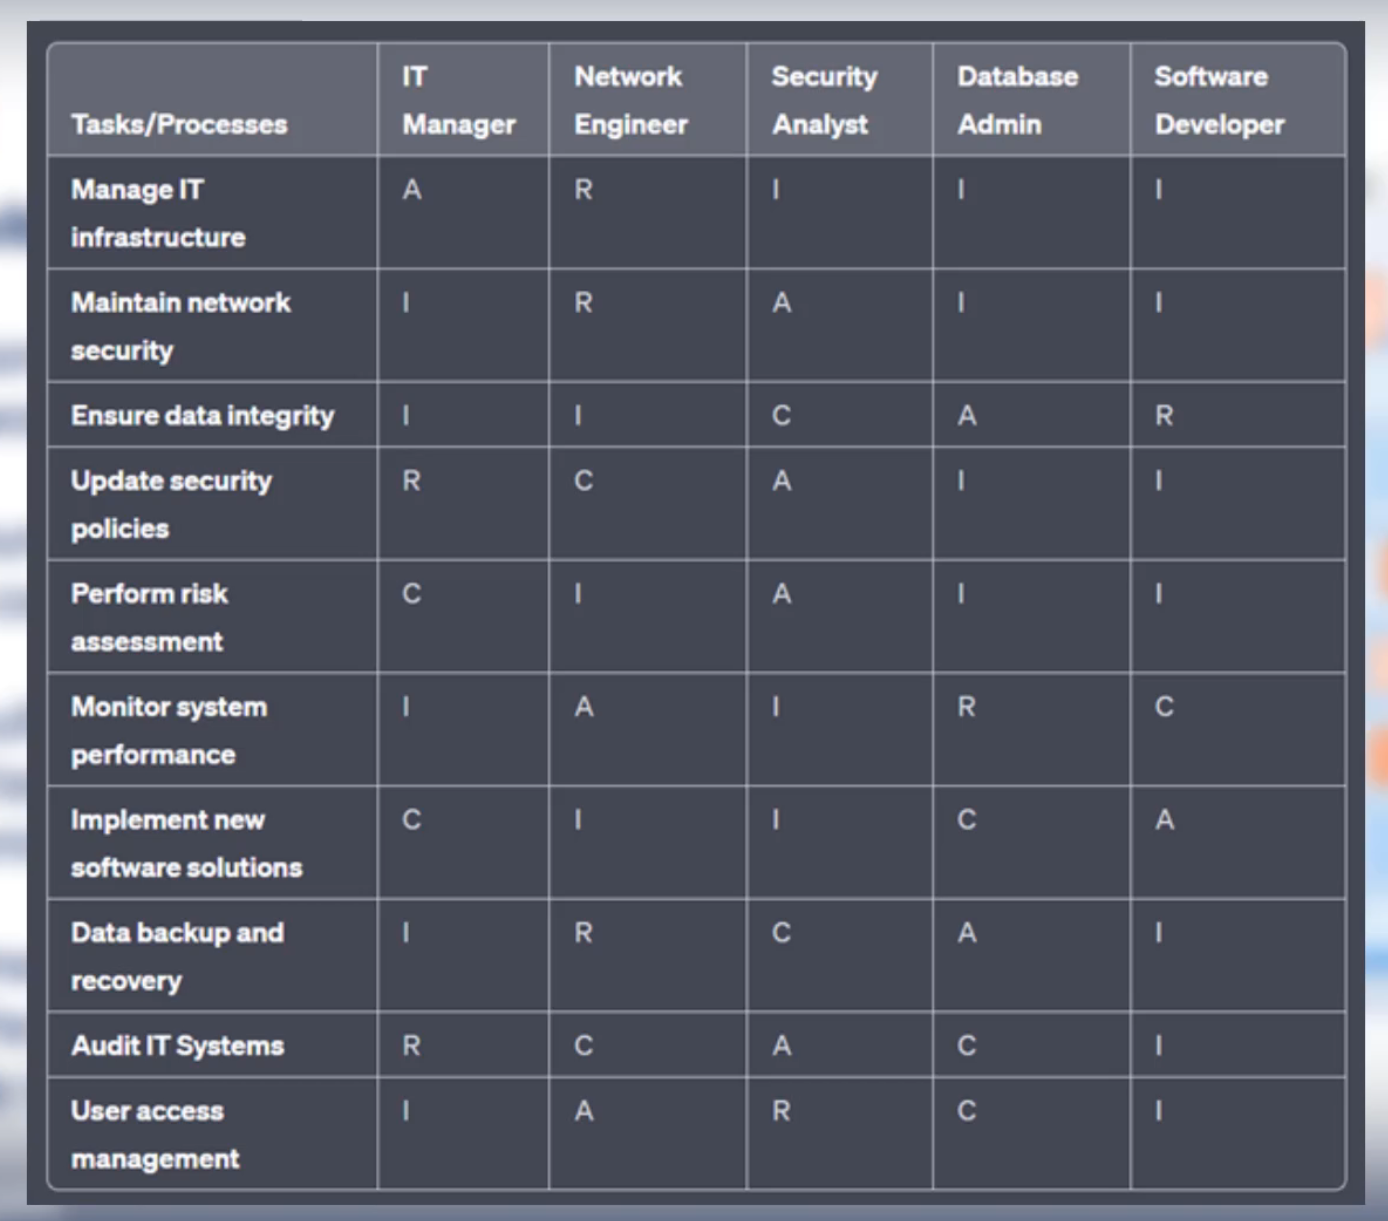 Tasks/Processes IT Manager Network Engineer Security Analyst Database Admin Software Developer
Manage IT infrastructure A R I I I
Maintain network security I R A I I
Ensure data integrity I I C A R
Update security policies R C A I I
Perform risk assessment C I A I I
Monitor system performance I A I R C
Implement new software solutions C I I C A
Data backup and recovery I R C A I
Audit IT Systems R C A C I
User access management I A R C I